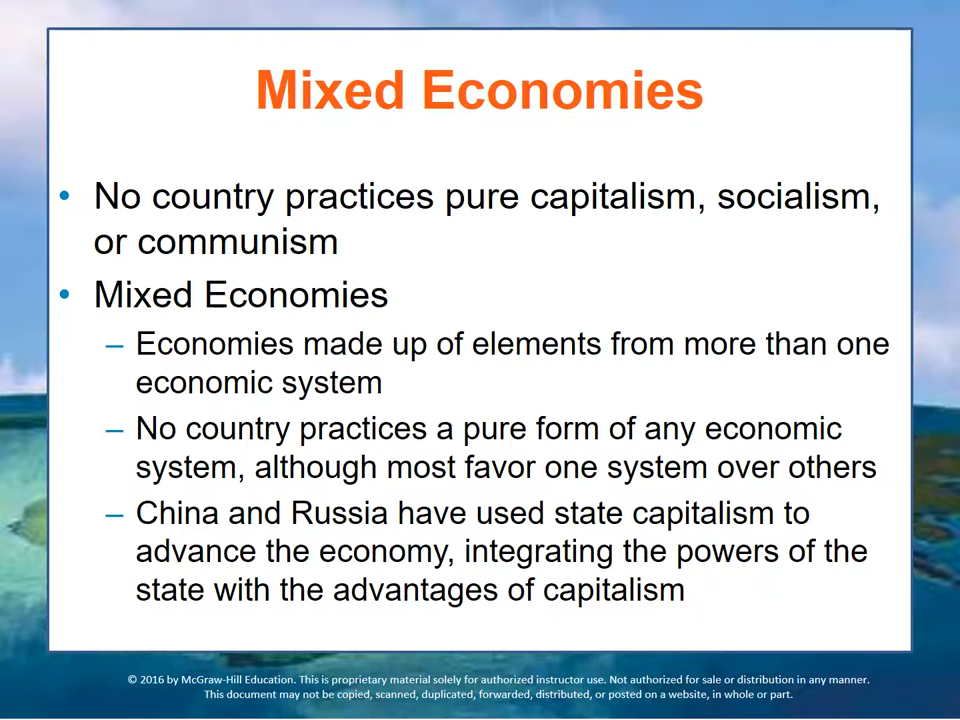 Mixed Economies
• No country practices pure capitalism, socialism,
or communism
• Mixed Economies
– Economies made up of elements from more than one
economic system
– No country practices a pure form of any economic
system, although most favor one system over others
– China and Russia have used state capitalism to
advance the economy, integrating the powers of the
state with the advantages of capitalism
© 2016 by McGraw-Hill Education. This is proprietary material solely for authorized instructor use. Not authorized for sale or distribution in any manner.
This document may not be copied, scanned, duplicated, forwarded, distributed, or posted on a website, in whole or part.